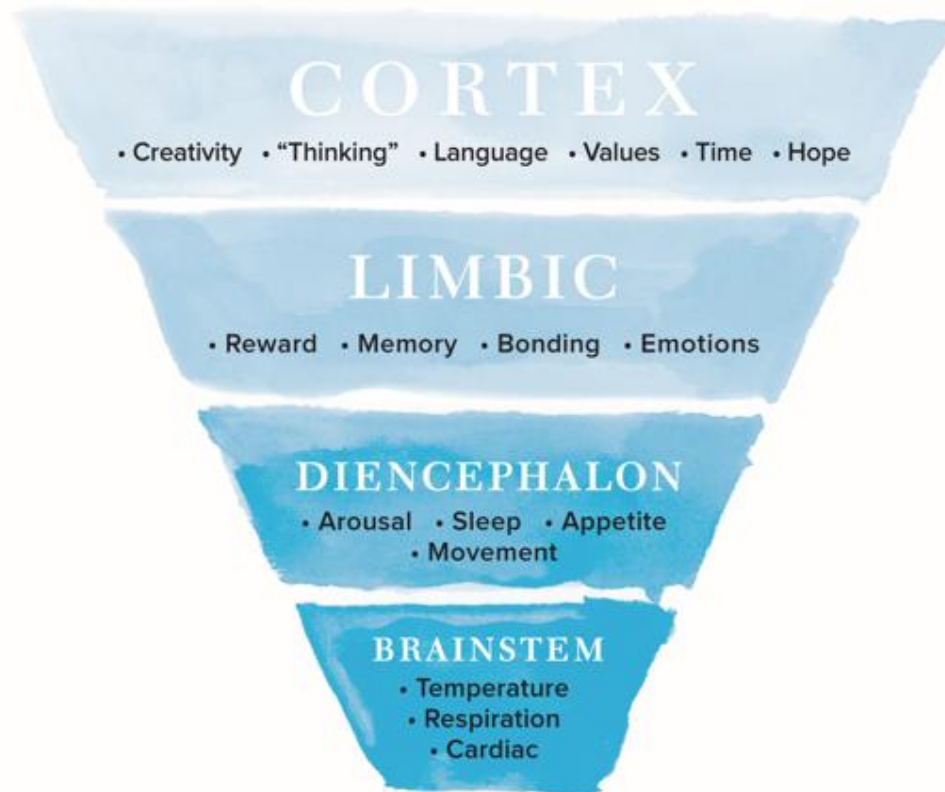 CORTEX
• Creativity • “Thinking” • Language • Values • Time • Hope
LIMBIC
• Reward • Memory • Bonding • Emotions
DIENCEPHALON
• Arousal • Sleep • Appetite
• Movement
BRAINSTEM
• Temperature
• Respiration
• Cardiac